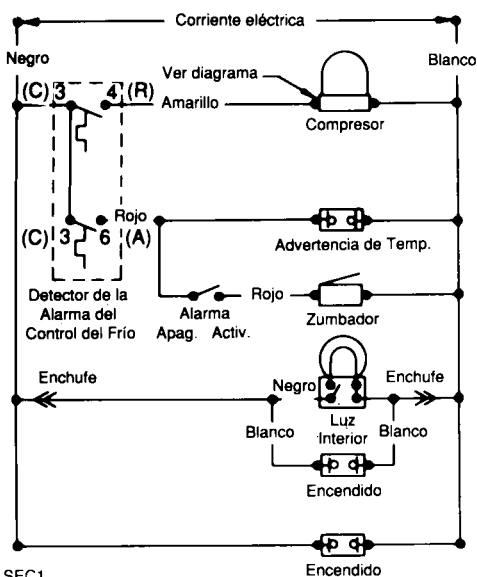 Corriente eléctrica
Negro
Blanco
Ver diagrama
(C) 3 4 (R) Amarillo
Compresor
(C) 3 6 Rojo (A)
Advertencia de Temp.
Detector de la
Alarma del
Control del Frío
Alarma
Apag. Activ.
Rojo
Zumbador
Enchufe
Negro
Enchufe
Luz
Interior
Blanco
Blanco
Encendido
Encendido
SEC1